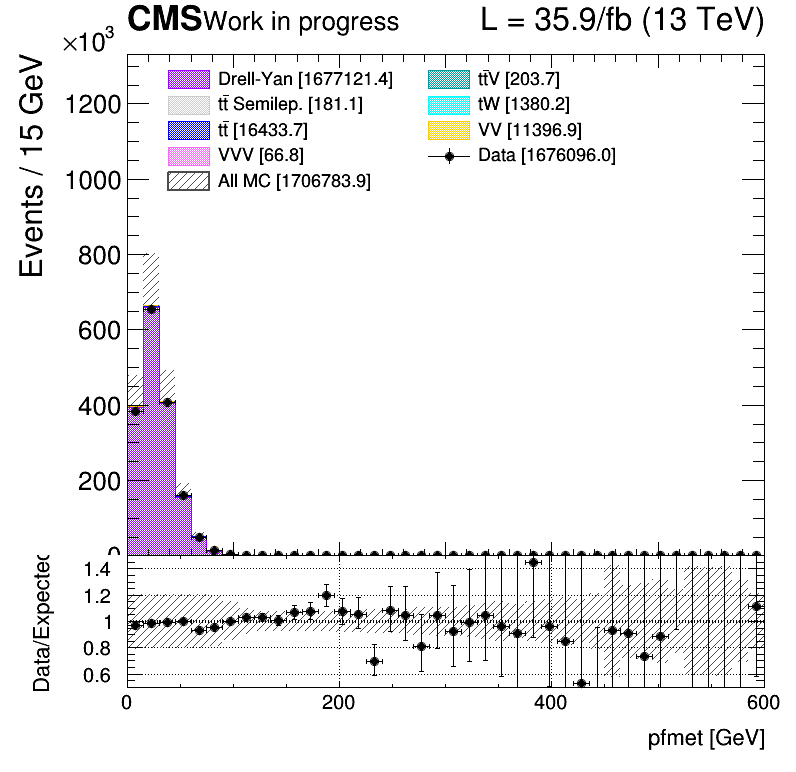 CMS Work in progress L = 35.9/fb (13 TeV)
×10³
Events / 15 GeV
Drell-Yan [1677121.4]
tt̄ Semilep. [181.1]
tt̄ [16433.7]
VVV [66.8]
All MC [1706783.9]
tt̄V [203.7]
tW [1380.2]
VV [11396.9]
Data [1676096.0]
1200
1000
800
600
400
200
0
Data/Expected
1.4
1.2
1
0.8
0.6
0 200 400 600
pfmet [GeV]